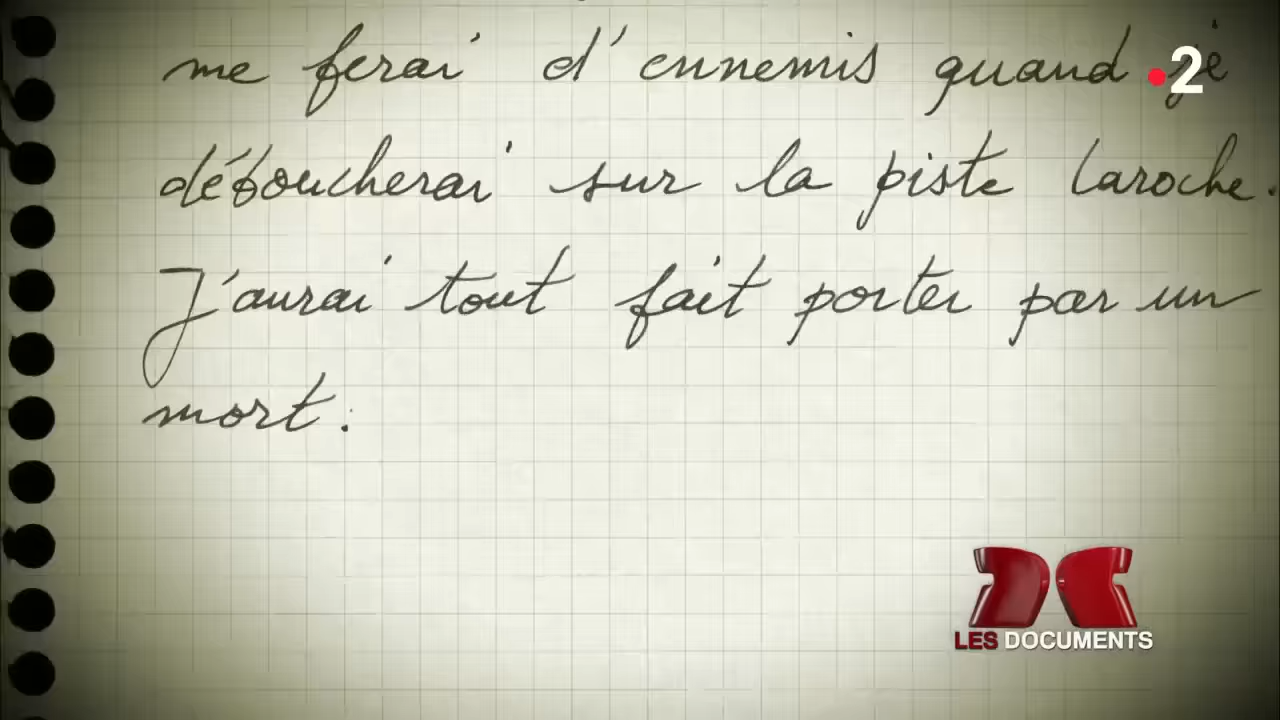 me ferai d'ennemis quand je
déboucherai sur la piste Laroche.
J'aurai tout fait porter par un
mort.
2
LES DOCUMENTS